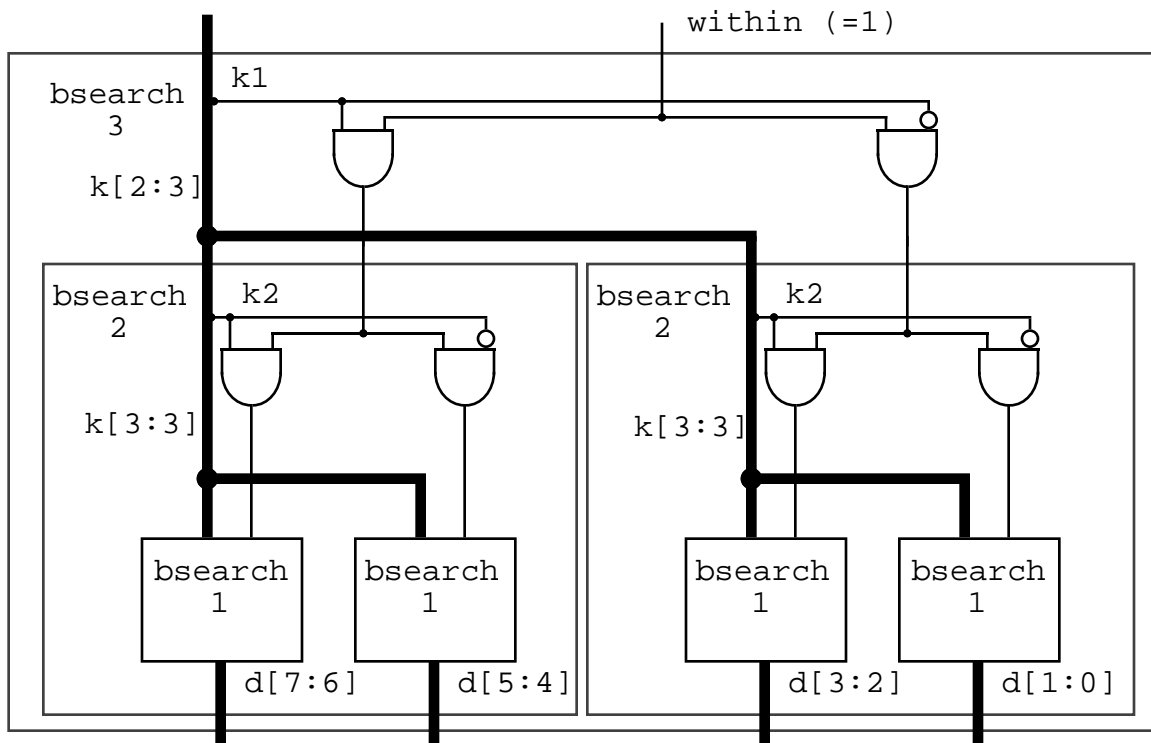 within (=1)
k1
bsearch
3
k[2:3]
bsearch
2
k2
k[3:3]
bsearch
2
k2
k[3:3]
bsearch
1
bsearch
1
bsearch
1
bsearch
1
d[7:6]
d[5:4]
d[3:2]
d[1:0]